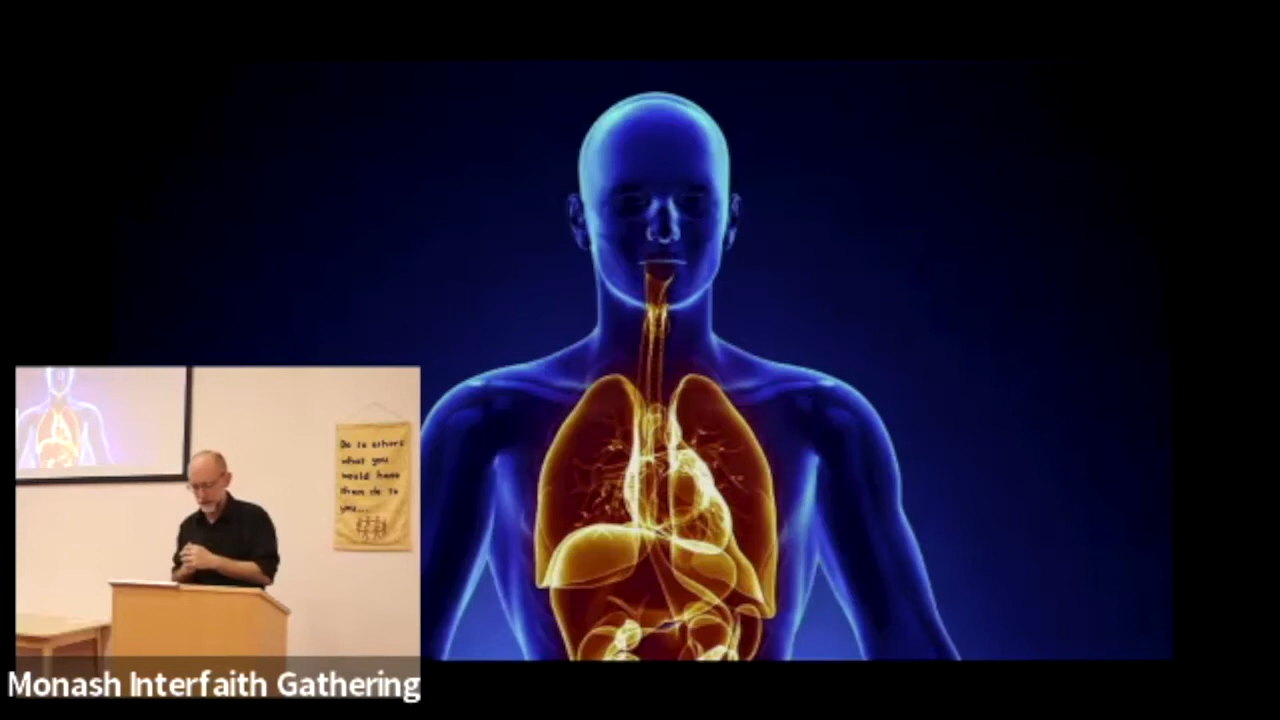 Do to others
what you
would have
them do to
you...
Monash Interfaith Gathering